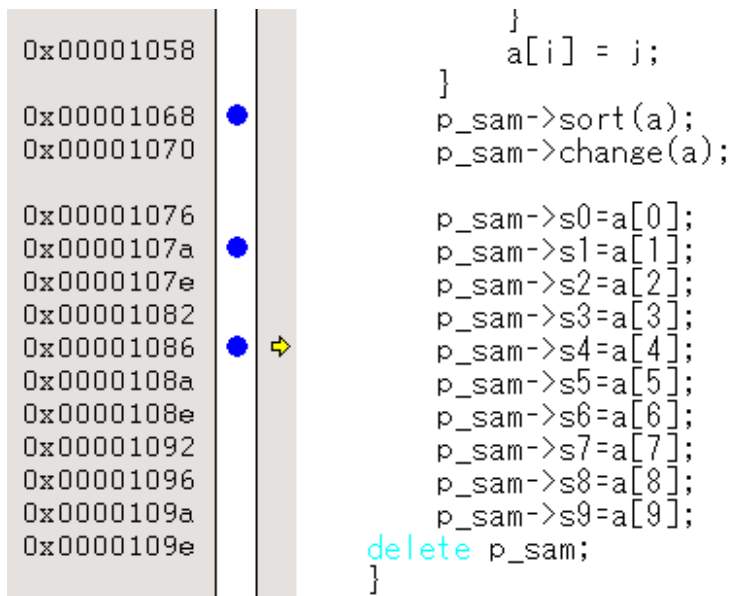 }
0x00001058 a[i] = j;
}
0x00001068 p_sam->sort(a);
0x00001070 p_sam->change(a);
0x00001076 p_sam->s0=a[0];
0x0000107a p_sam->s1=a[1];
0x0000107e p_sam->s2=a[2];
0x00001082 p_sam->s3=a[3];
0x00001086 p_sam->s4=a[4];
0x0000108a p_sam->s5=a[5];
0x0000108e p_sam->s6=a[6];
0x00001092 p_sam->s7=a[7];
0x00001096 p_sam->s8=a[8];
0x0000109a p_sam->s9=a[9];
0x0000109e delete p_sam;
}